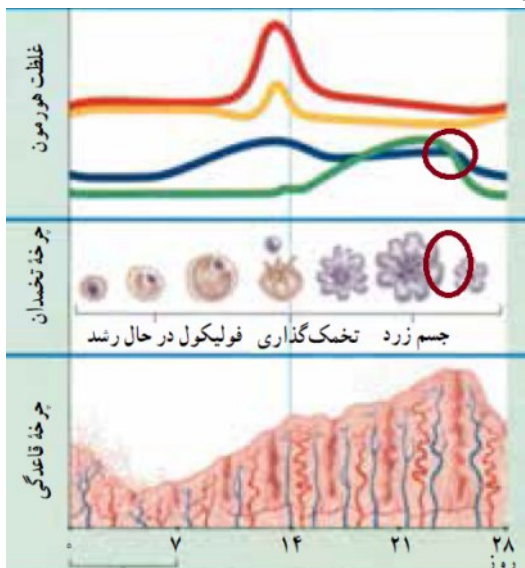 غلظت هورمون
چرخهٔ تخمدان
فولیکول در حال رشد
تخمک‌گذاری
جسم زرد
چرخهٔ قاعدگی
۰ ۷ ۱۴ ۲۱ ۲۸
روز